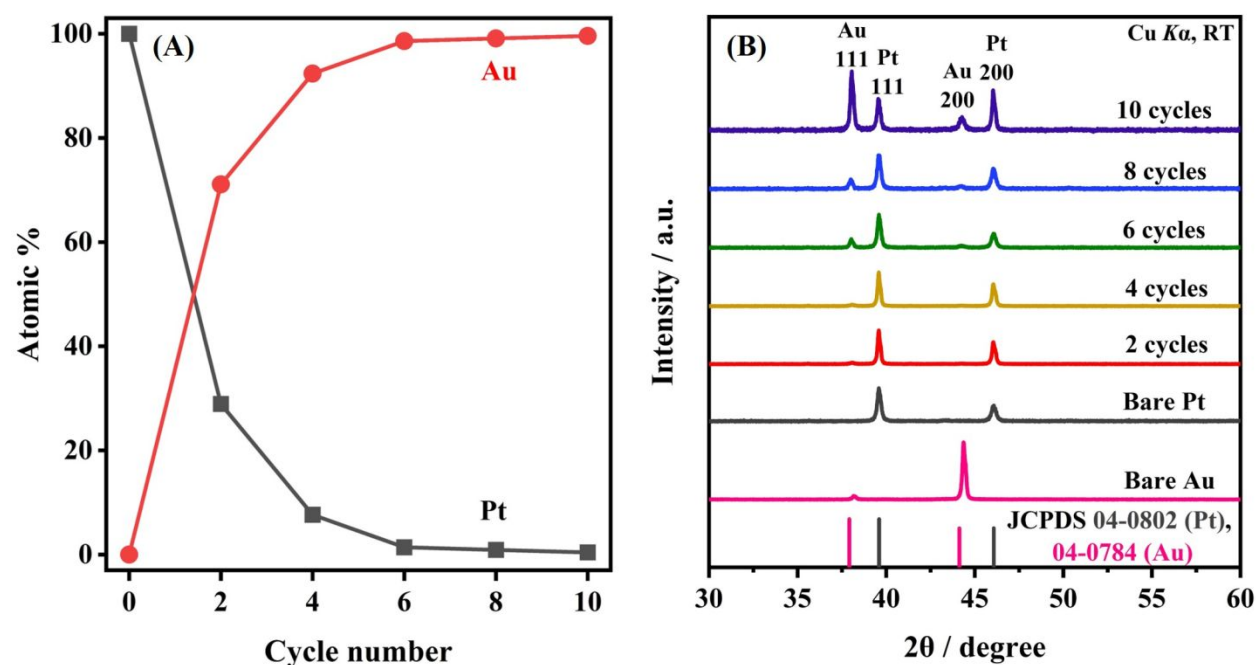 (A)
Au
Pt
100
80
60
40
20
0
Atomic %
0 2 4 6 8 10
Cycle number
(B)
Cu Kα, RT
Au
111
Pt
111
Au
200
Pt
200
10 cycles
8 cycles
6 cycles
4 cycles
2 cycles
Bare Pt
Bare Au
JCPDS 04-0802 (Pt),
04-0784 (Au)
Intensity / a.u.
30 35 40 45 50 55 60
2θ / degree